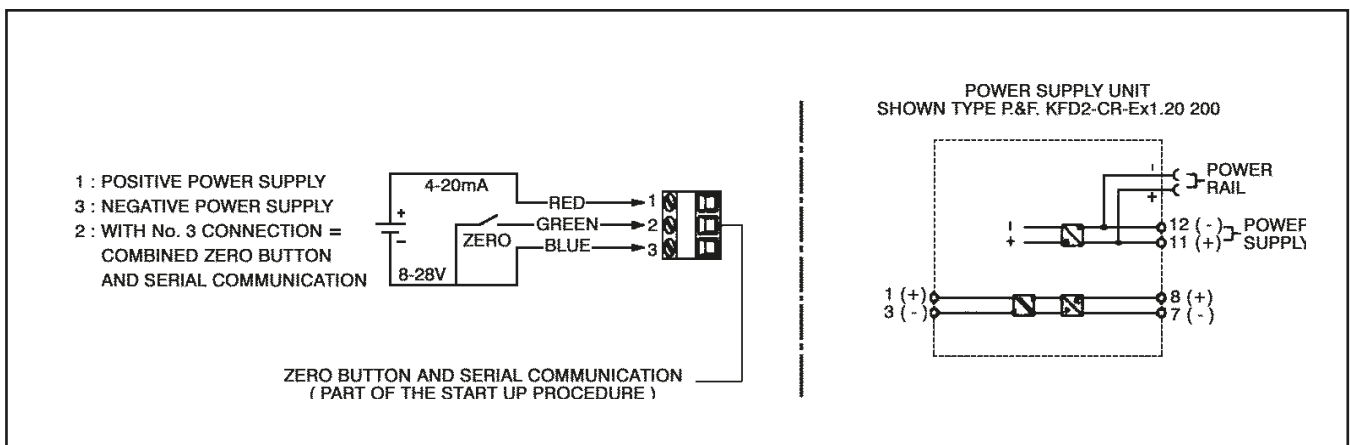 1 : POSITIVE POWER SUPPLY
3 : NEGATIVE POWER SUPPLY
2 : WITH No. 3 CONNECTION =
COMBINED ZERO BUTTON
AND SERIAL COMMUNICATION
4-20mA
+
−
8-28V
ZERO
RED
GREEN
BLUE
1
2
3
ZERO BUTTON AND SERIAL COMMUNICATION
( PART OF THE START UP PROCEDURE )
POWER SUPPLY UNIT
SHOWN TYPE P.&F. KFD2-CR-Ex1.20 200
-
+
POWER
RAIL
-
+
12 ( - )
11 (+)
POWER
SUPPLY
1 (+)
3 ( - )
8 (+)
7 ( - )